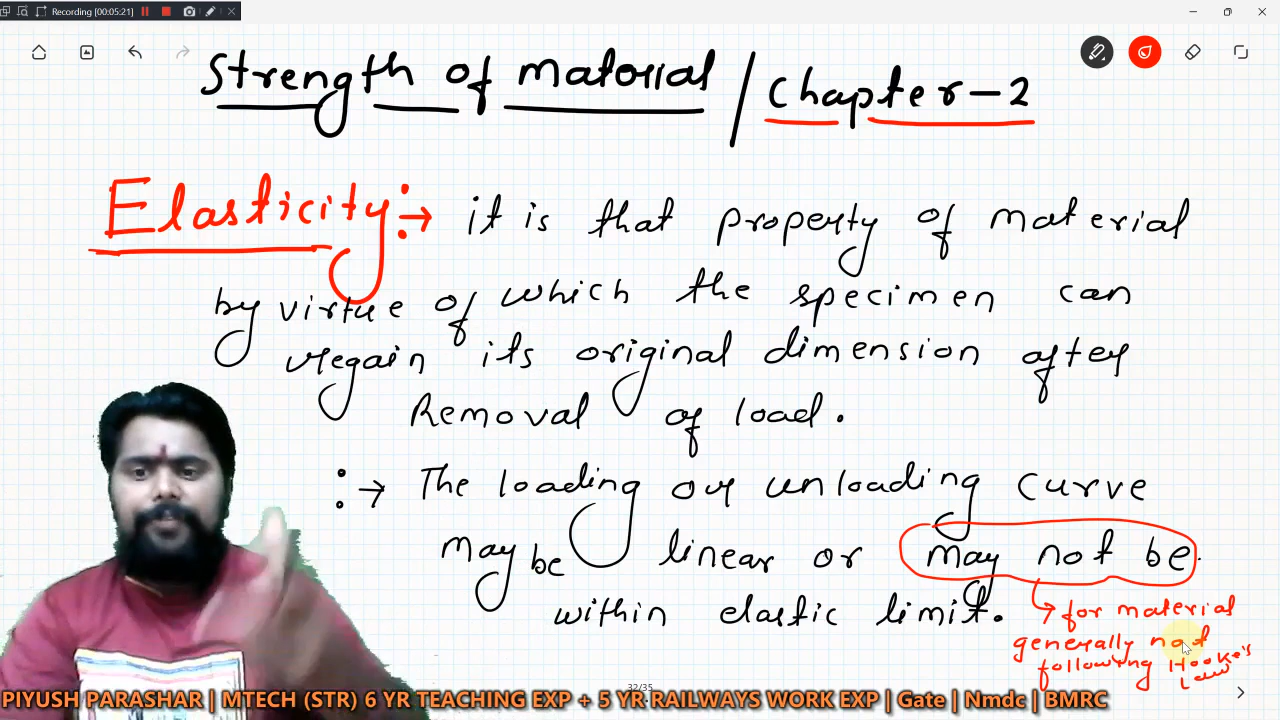 Recording [00:05:21]
Strength of material / Chapter-2
Elasticity :→ it is that property of material
by virtue of which the specimen can
regain its original dimension after
Removal of load.
:→ The loading or unloading curve
may be linear or may not be
within elastic limit.
→ for material
generally not
following Hooke's
law
32/35
PIYUSH PARASHAR | MTECH (STR) 6 YR TEACHING EXP + 5 YR RAILWAYS WORK EXP | Gate | Nmdc | BMRC